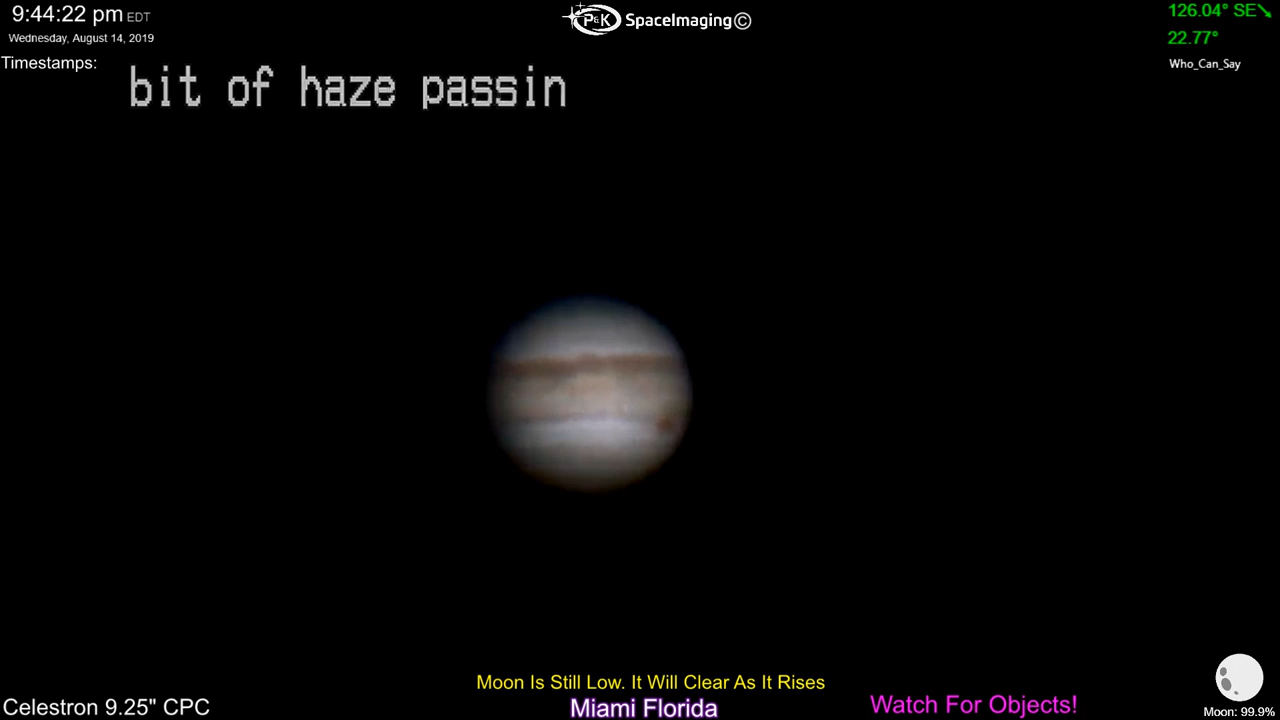 9:44:22 pm EDT
Wednesday, August 14, 2019
Timestamps:
bit of haze passin
P&K SpaceImaging©
126.04° SE↘
22.77°
Who_Can_Say
Moon Is Still Low. It Will Clear As It Rises
Celestron 9.25" CPC
Miami Florida
Watch For Objects!
Moon: 99.9%